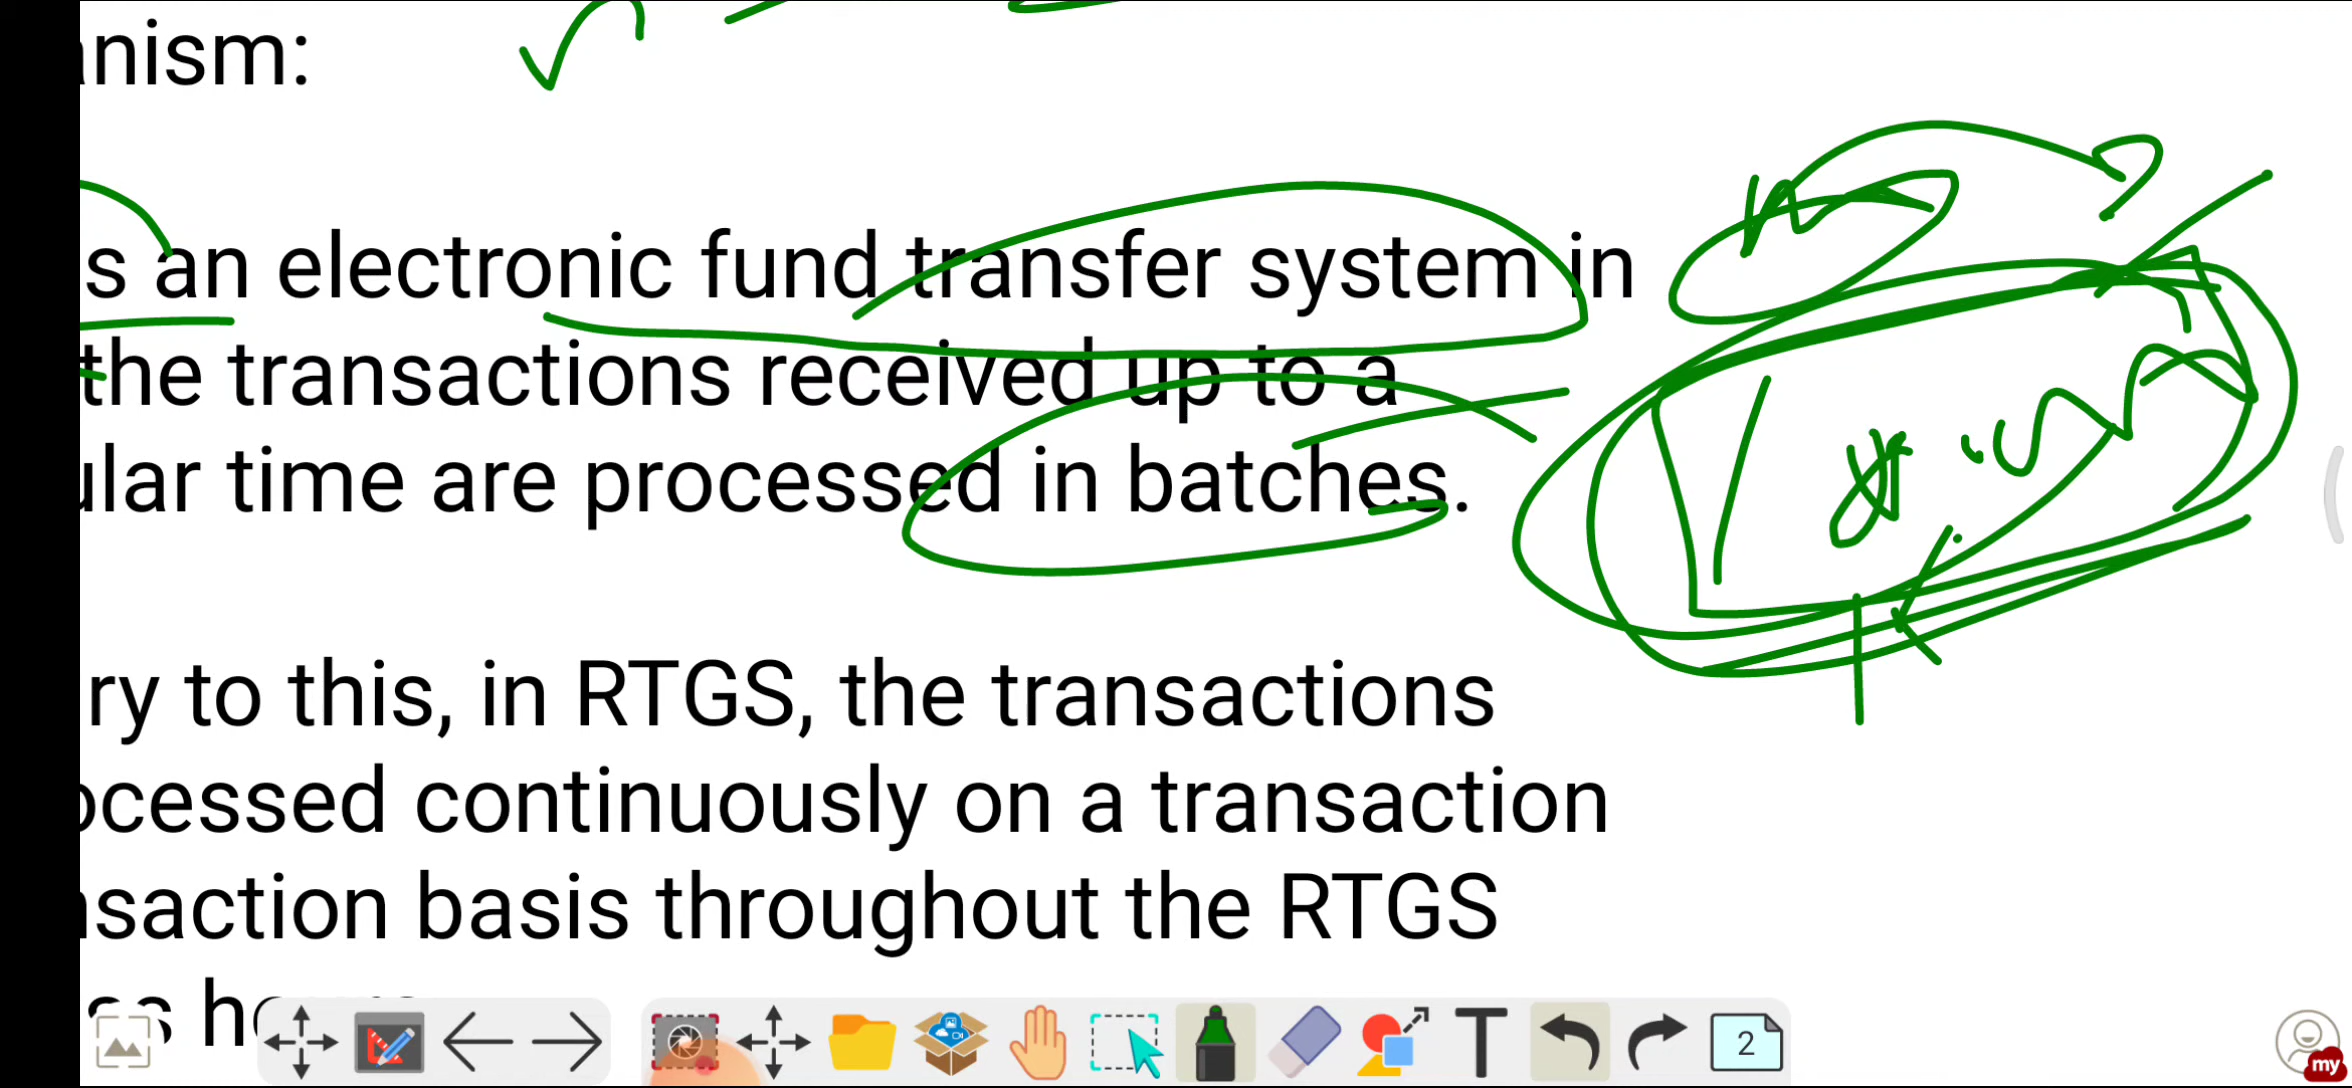 nism:
s an electronic fund transfer system in
the transactions received up to a
ular time are processed in batches.
ry to this, in RTGS, the transactions
ocessed continuously on a transaction
nsaction basis throughout the RTGS
T
2
my